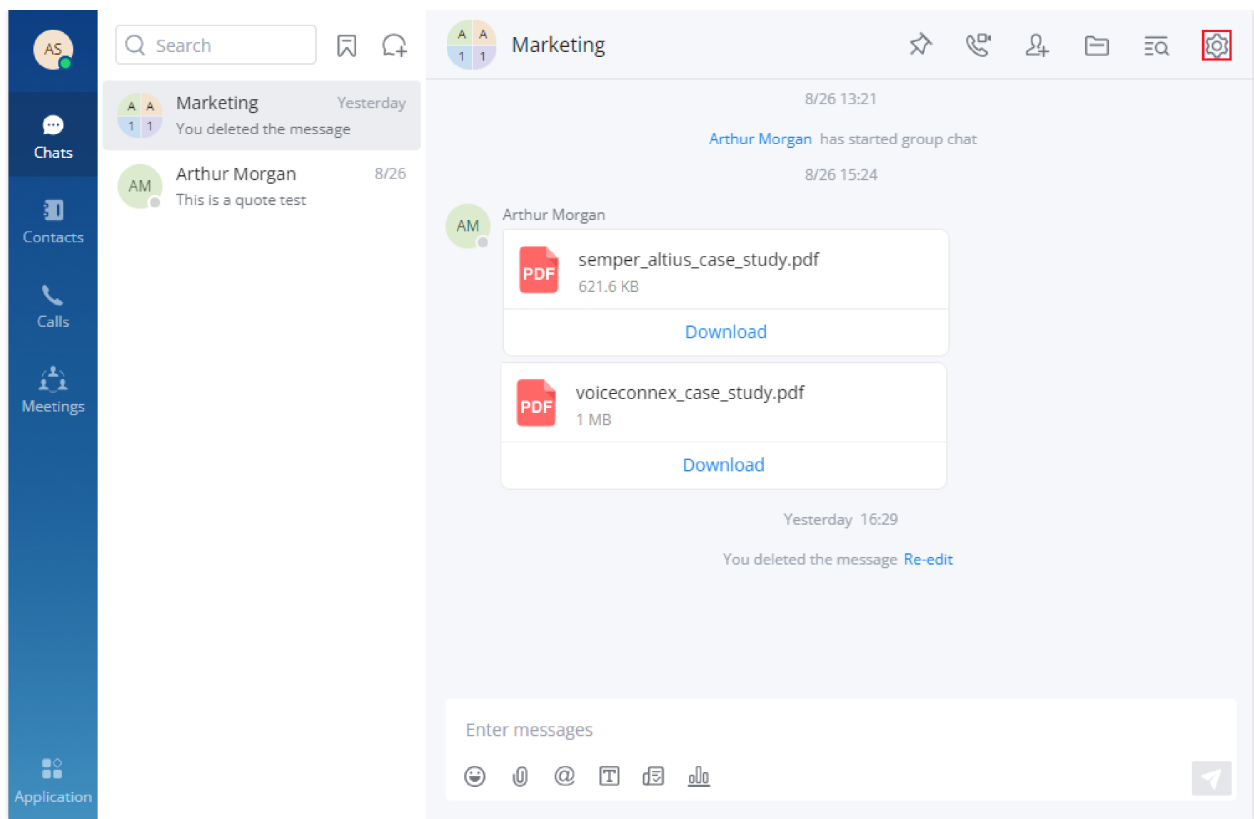 AS
Chats
Contacts
Calls
Meetings
Application
Search
A A
1 1
Marketing
Yesterday
You deleted the message
AM
Arthur Morgan
8/26
This is a quote test
A A
1 1
Marketing
8/26 13:21
Arthur Morgan has started group chat
8/26 15:24
AM
Arthur Morgan
PDF
semper_altius_case_study.pdf
621.6 KB
Download
PDF
voiceconnex_case_study.pdf
1 MB
Download
Yesterday 16:29
You deleted the message Re-edit
Enter messages
@
T